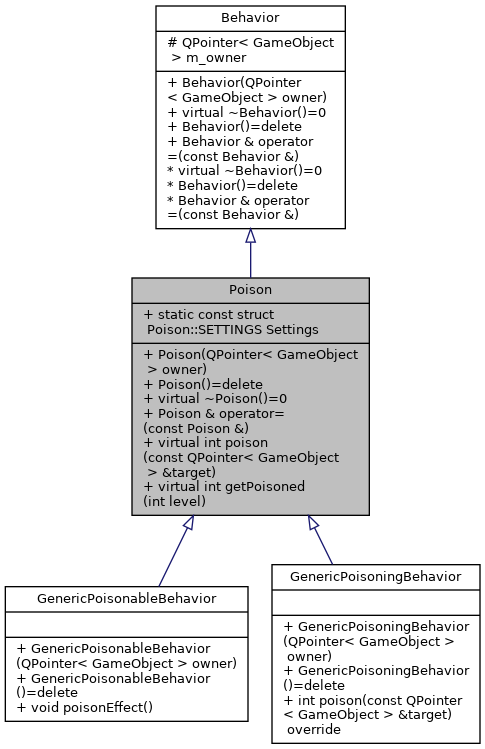 Behavior
# QPointer< GameObject
> m_owner
+ Behavior(QPointer
< GameObject > owner)
+ virtual ~Behavior()=0
+ Behavior()=delete
+ Behavior & operator
=(const Behavior &)
* virtual ~Behavior()=0
* Behavior()=delete
* Behavior & operator
=(const Behavior &)
Poison
+ static const struct
Poison::SETTINGS Settings
+ Poison(QPointer< GameObject
> owner)
+ Poison()=delete
+ virtual ~Poison()=0
+ Poison & operator=
(const Poison &)
+ virtual int poison
(const QPointer< GameObject
> &target)
+ virtual int getPoisoned
(int level)
GenericPoisonableBehavior
+ GenericPoisonableBehavior
(QPointer< GameObject > owner)
+ GenericPoisonableBehavior
()=delete
+ void poisonEffect()
GenericPoisoningBehavior
+ GenericPoisoningBehavior
(QPointer< GameObject >
owner)
+ GenericPoisoningBehavior
()=delete
+ int poison(const QPointer
< GameObject > &target)
override